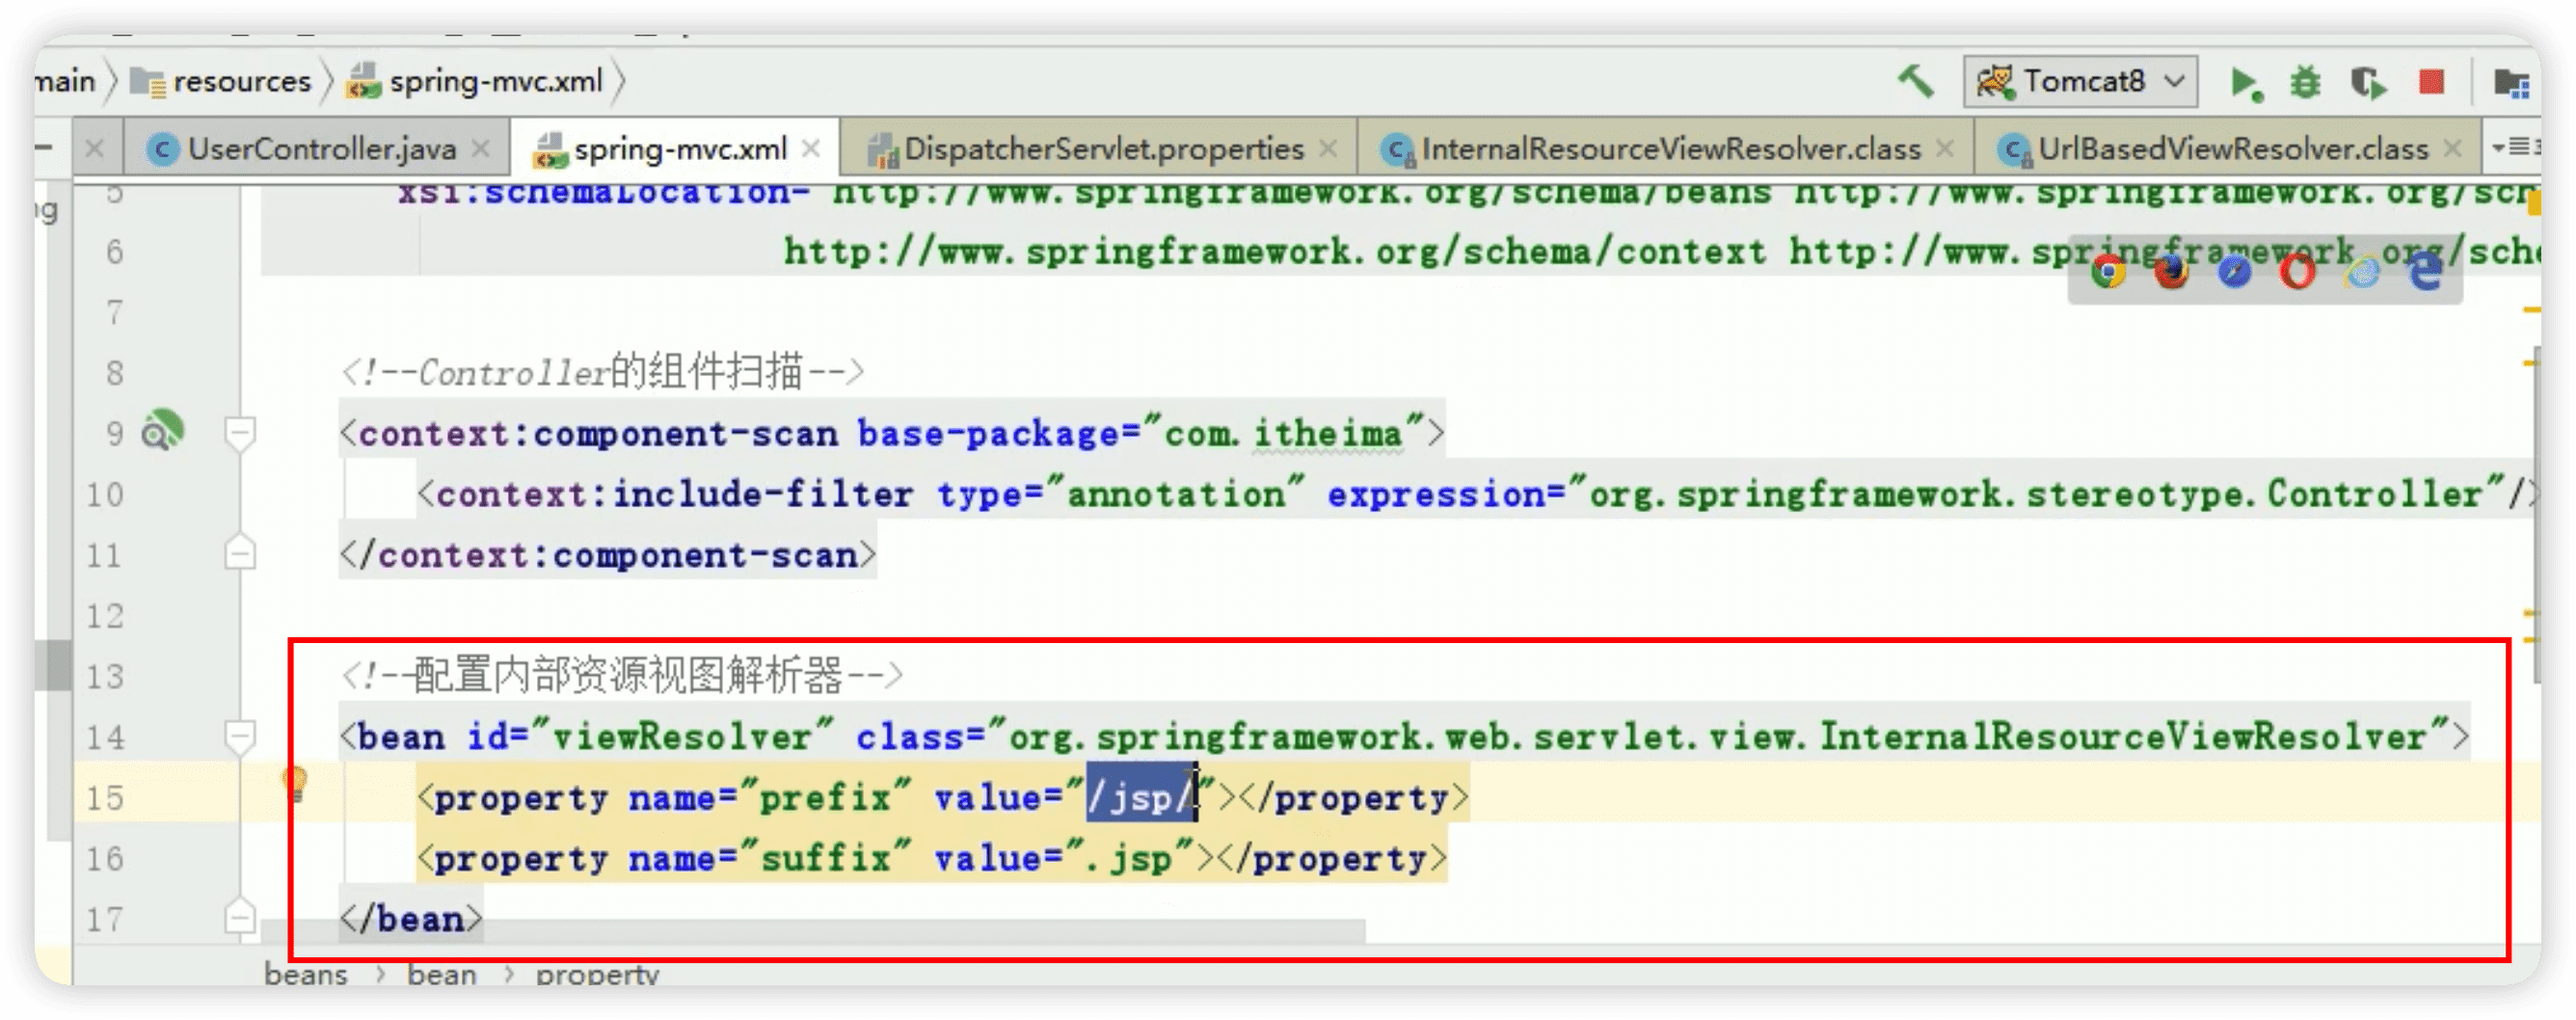 main resources spring-mvc.xml Tomcat8
UserController.java spring-mvc.xml DispatcherServlet.properties InternalResourceViewResolver.class UrlBasedViewResolver.class
5 xsi:schemaLocation="http://www.springframework.org/schema/beans http://www.springframework.org/sch
6 http://www.springframework.org/schema/context http://www.springframework.org/sche
7
8 <!--Controller的组件扫描-->
9 <context:component-scan base-package="com.itheima">
10 <context:include-filter type="annotation" expression="org.springframework.stereotype.Controller"/>
11 </context:component-scan>
12
13 <!--配置内部资源视图解析器-->
14 <bean id="viewResolver" class="org.springframework.web.servlet.view.InternalResourceViewResolver">
15 <property name="prefix" value="/jsp/"></property>
16 <property name="suffix" value=".jsp"></property>
17 </bean>
beans › bean › property